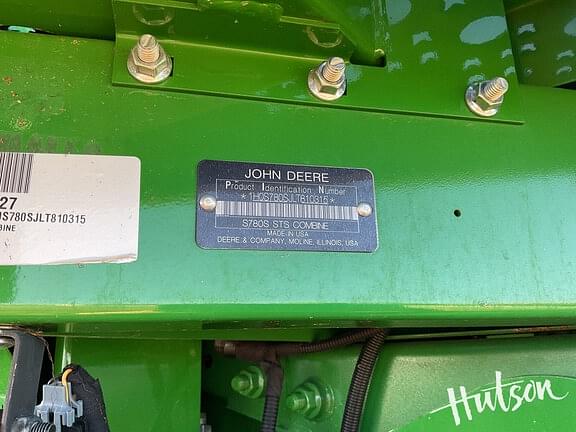 27
0S780SJLT810315
BINE
JOHN DEERE
Product Identification Number
*1H0S780SJLT810315*
S780S STS COMBINE
MADE IN USA
DEERE & COMPANY, MOLINE, ILLINOIS, USA
Hutson